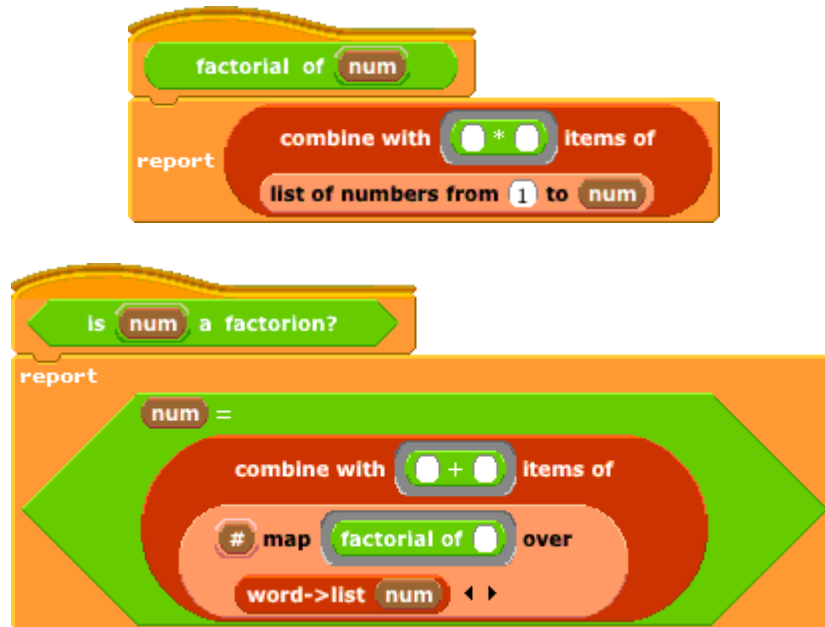 factorial of num
combine with * items of
report
list of numbers from 1 to num
is num a factorion?
report
num =
combine with + items of
# map factorial of over
word->list num